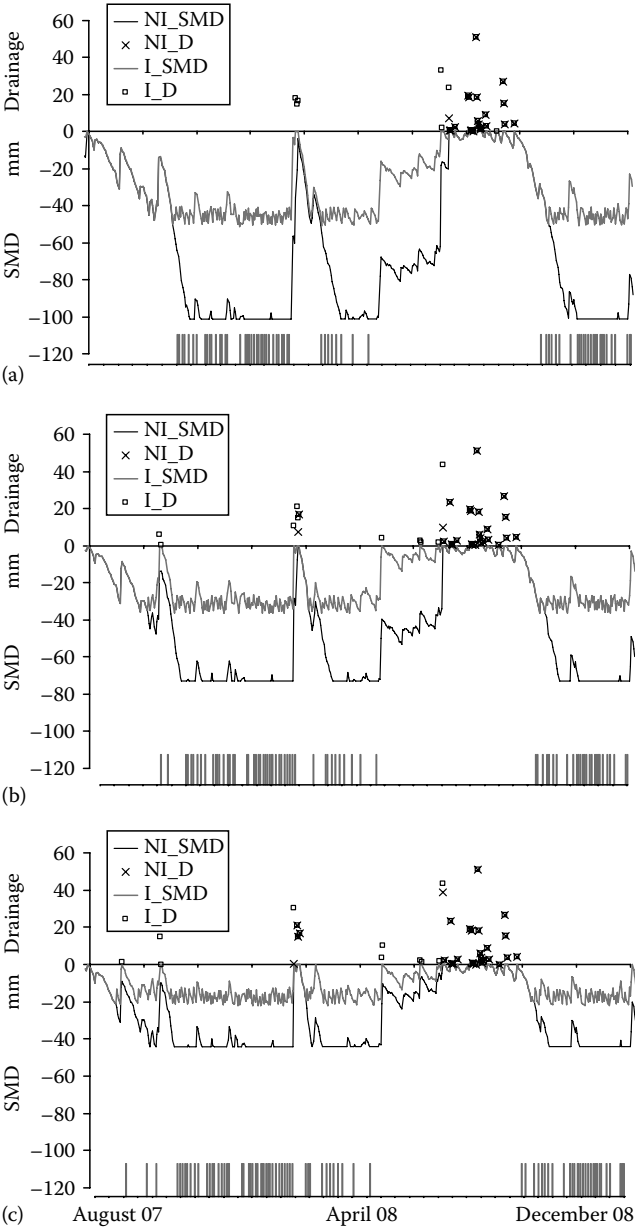 60
40
20
0
−20
−40
−60
−80
−100
−120
Drainage
mm
SMD
NI_SMD
NI_D
I_SMD
I_D
(a)
60
40
20
0
−20
−40
−60
−80
−100
−120
Drainage
mm
SMD
NI_SMD
NI_D
I_SMD
I_D
(b)
60
40
20
0
−20
−40
−60
−80
−100
−120
Drainage
mm
SMD
NI_SMD
NI_D
I_SMD
I_D
(c)
August 07 April 08 December 08